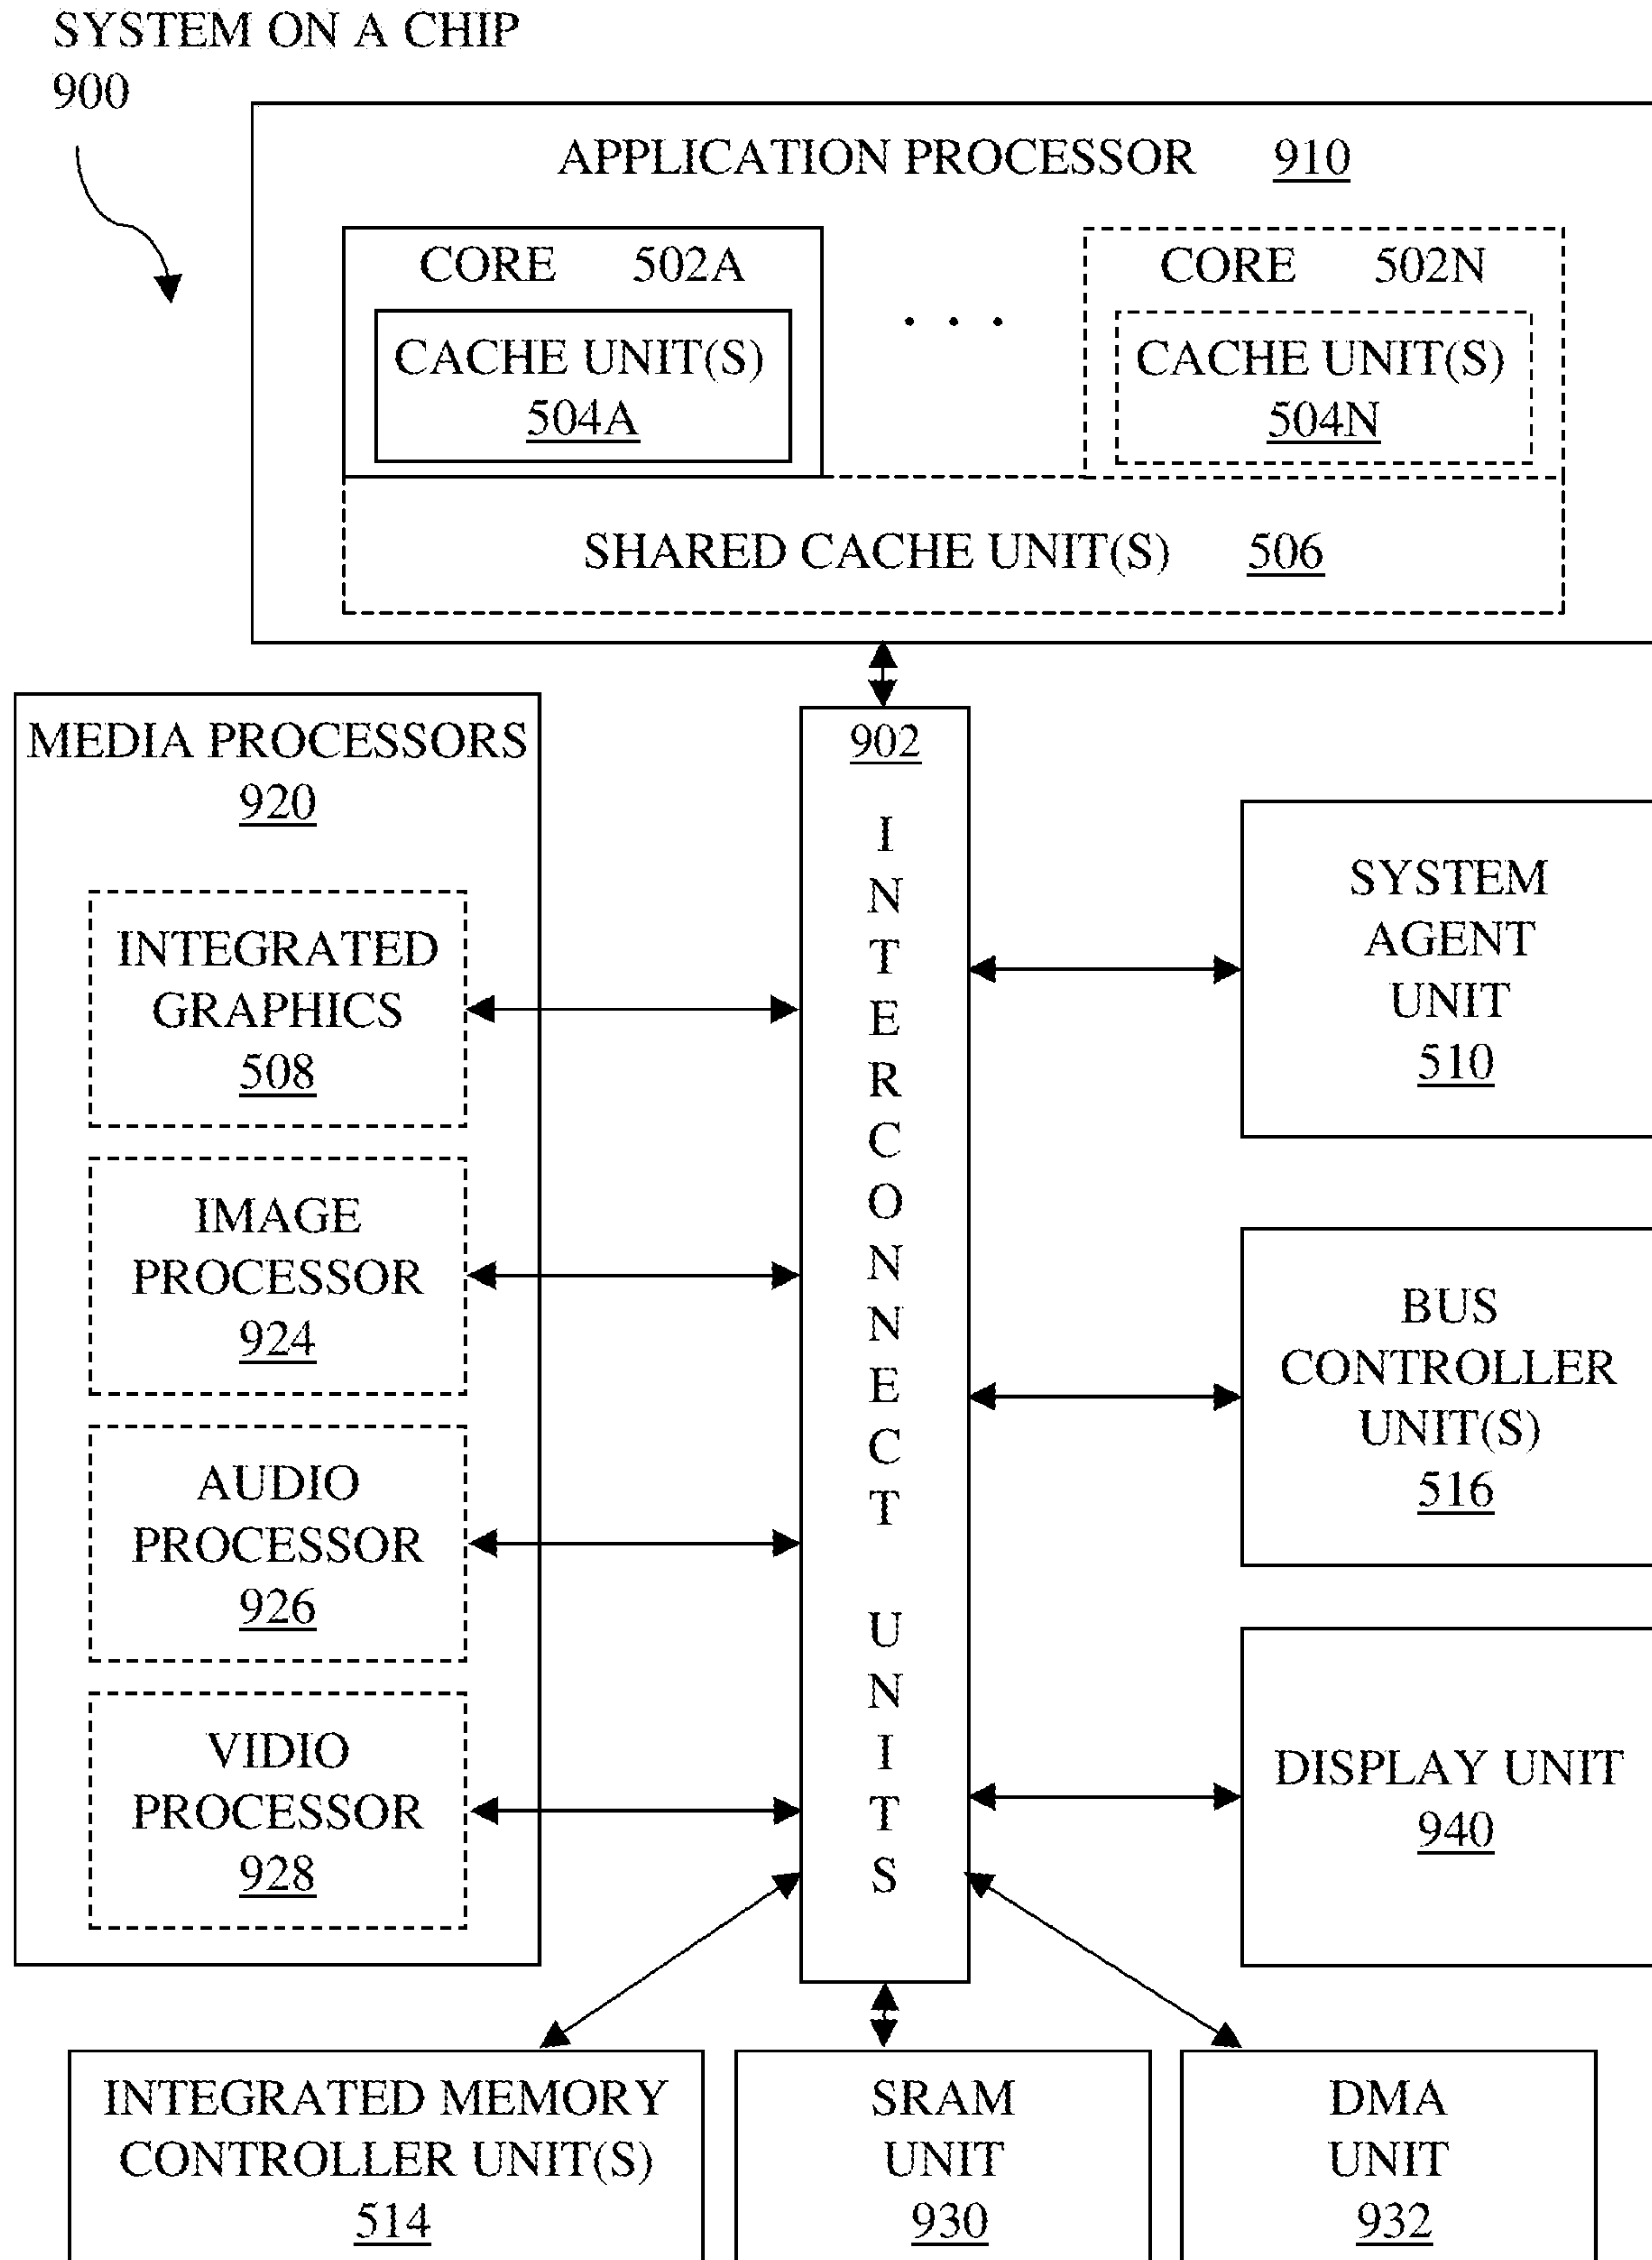 SYSTEM ON A CHIP
900
APPLICATION PROCESSOR 910
CORE 502A
CACHE UNIT(S)
504A
. . .
CORE 502N
CACHE UNIT(S)
504N
SHARED CACHE UNIT(S) 506
MEDIA PROCESSORS
920
INTEGRATED
GRAPHICS
508
IMAGE
PROCESSOR
924
AUDIO
PROCESSOR
926
VIDIO
PROCESSOR
928
902
INTERCONNECT UNITS
SYSTEM
AGENT
UNIT
510
BUS
CONTROLLER
UNIT(S)
516
DISPLAY UNIT
940
INTEGRATED MEMORY
CONTROLLER UNIT(S)
514
SRAM
UNIT
930
DMA
UNIT
932